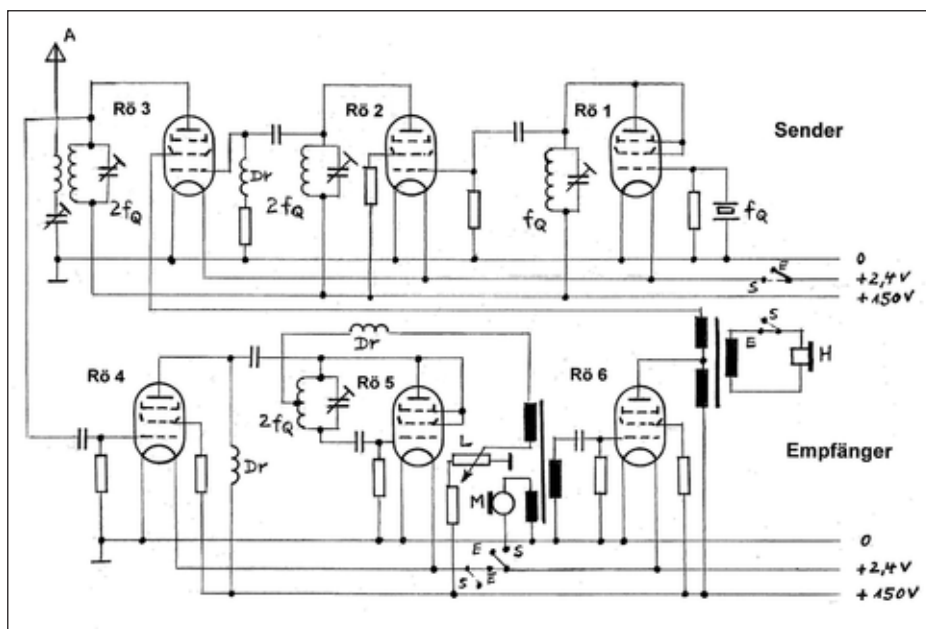 A
Rö 3
Rö 2
Rö 1
Sender
Dr
2fQ
2fQ
fQ
fQ
0
+2,4V
+150V
E
S
Dr
S
E
H
Rö 4
Rö 5
Rö 6
2fQ
L
Dr
M
Empfänger
E
S
S
E
0
+2,4V
+150V